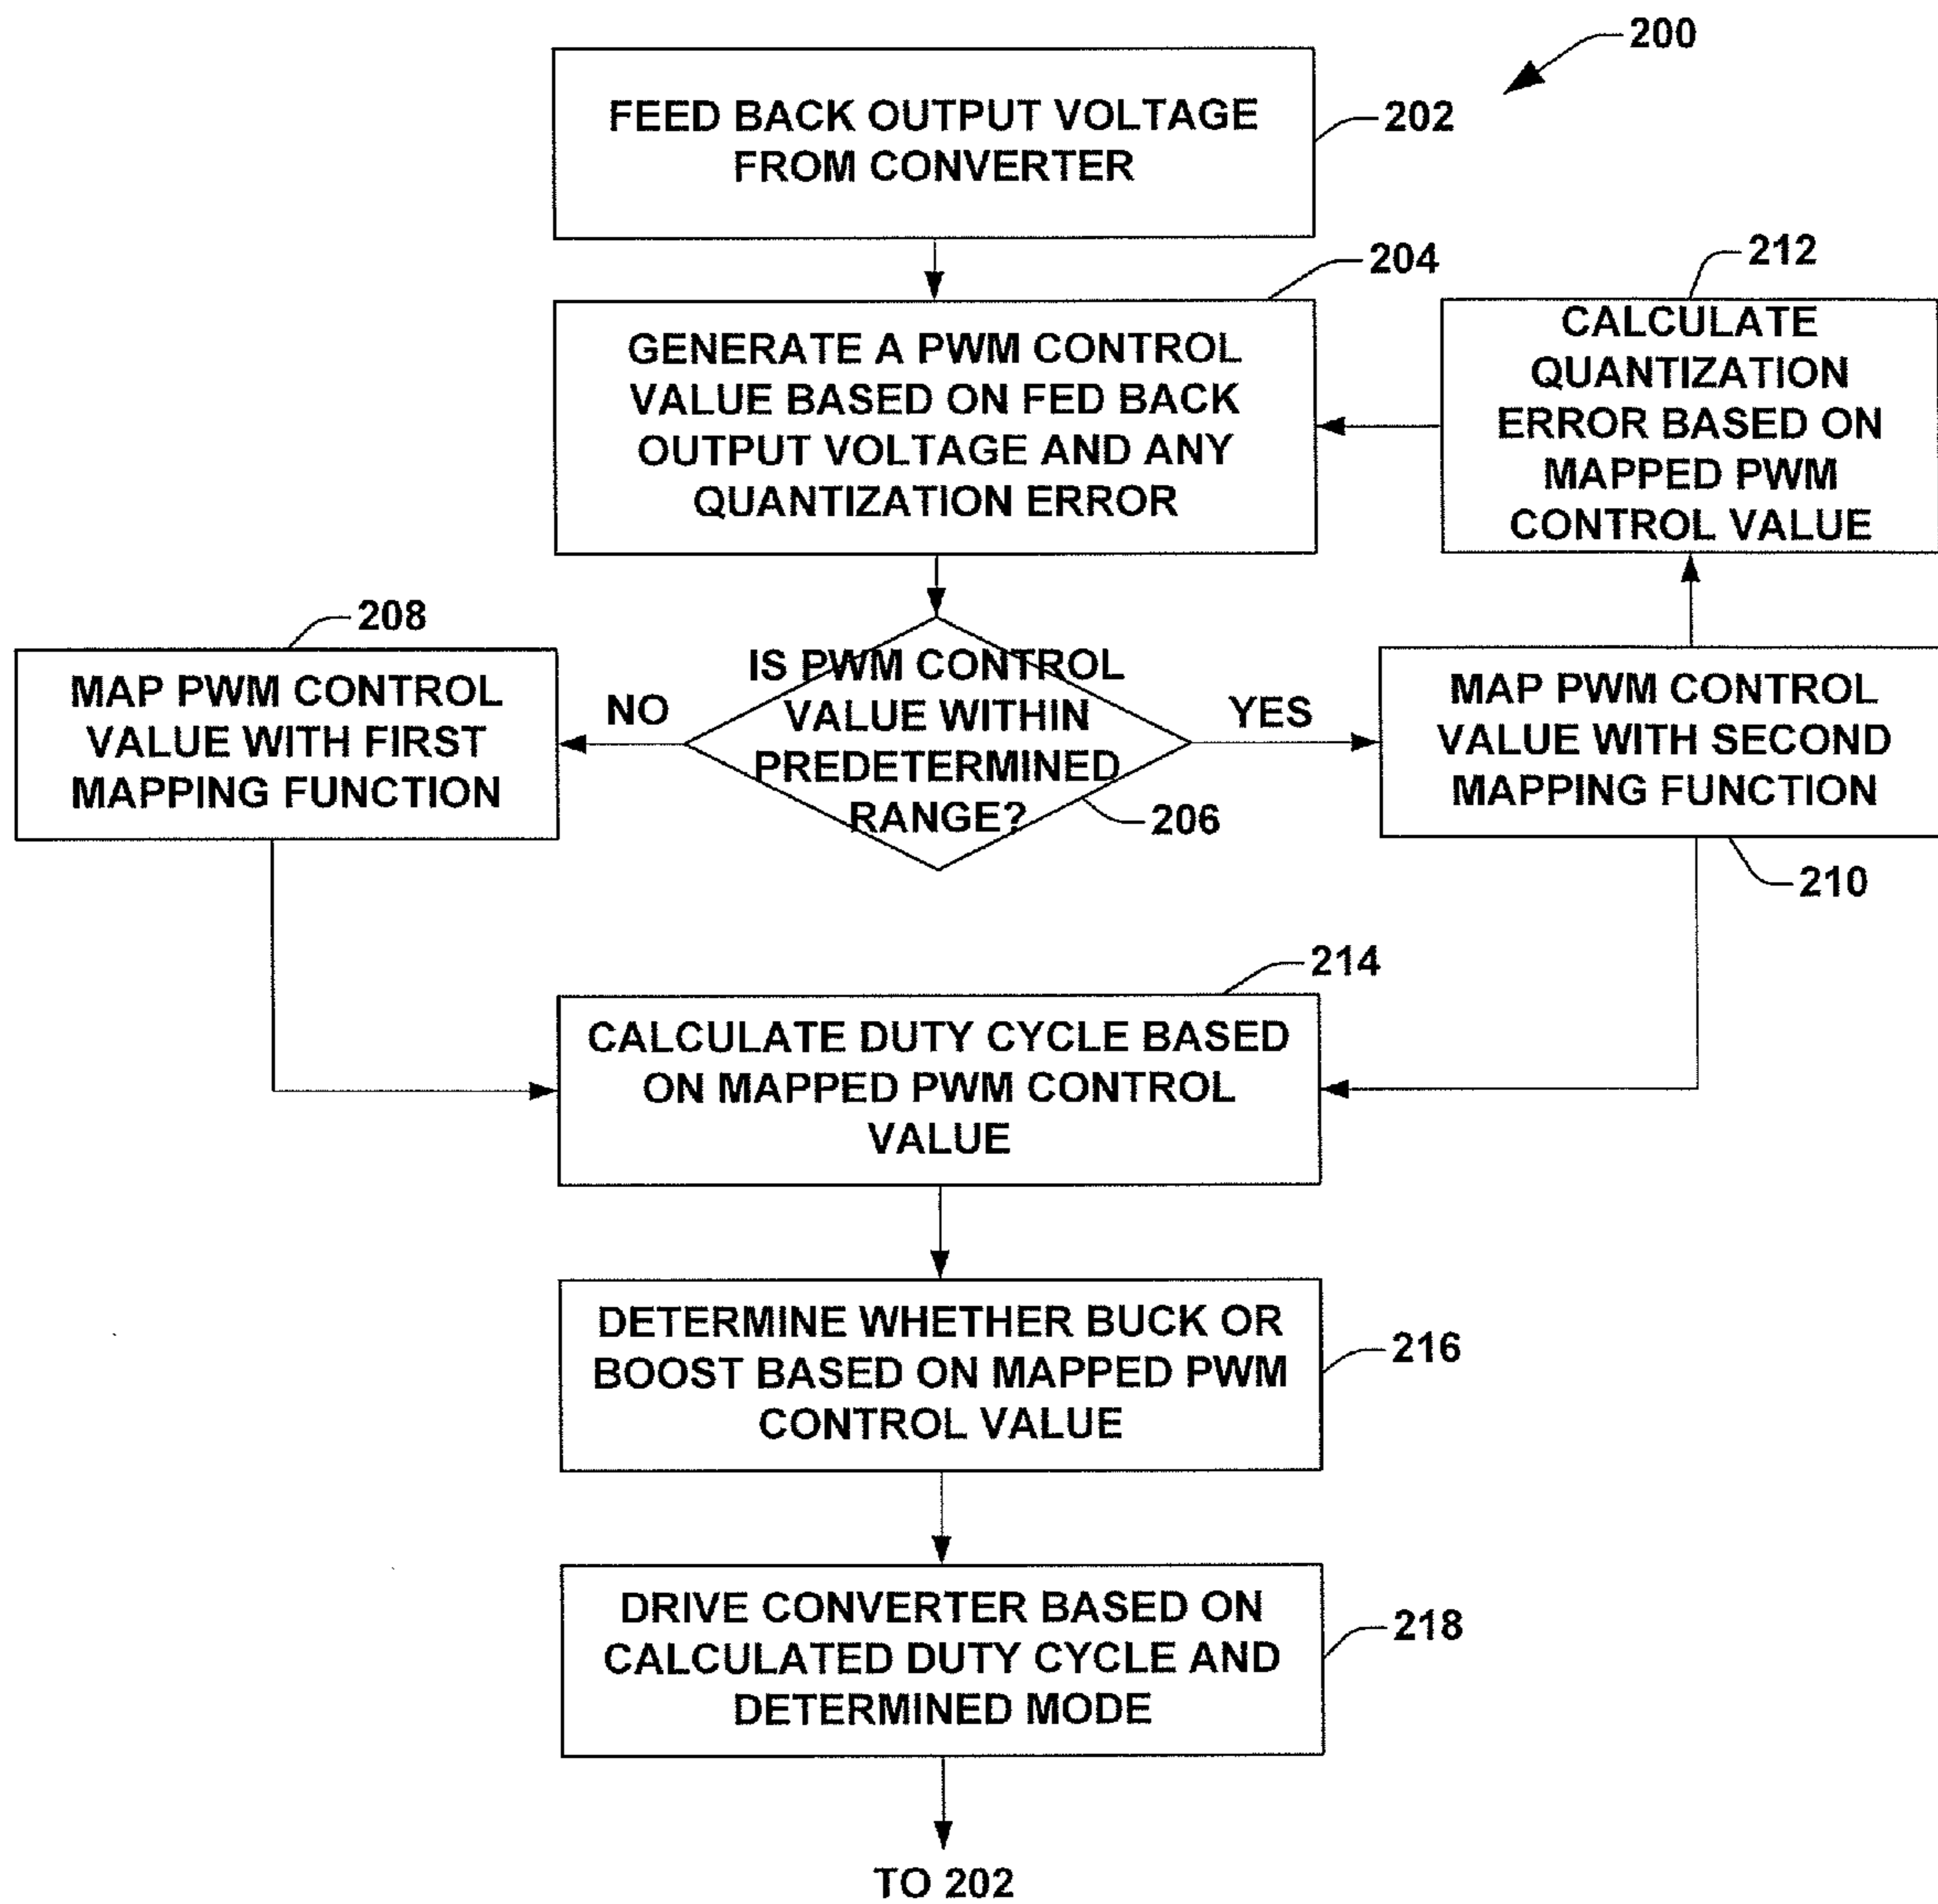 200
FEED BACK OUTPUT VOLTAGE
FROM CONVERTER
202
204
GENERATE A PWM CONTROL
VALUE BASED ON FED BACK
OUTPUT VOLTAGE AND ANY
QUANTIZATION ERROR
212
CALCULATE
QUANTIZATION
ERROR BASED ON
MAPPED PWM
CONTROL VALUE
208
MAP PWM CONTROL
VALUE WITH FIRST
MAPPING FUNCTION
NO
IS PWM CONTROL
VALUE WITHIN
PREDETERMINED
RANGE?
206
YES
MAP PWM CONTROL
VALUE WITH SECOND
MAPPING FUNCTION
210
214
CALCULATE DUTY CYCLE BASED
ON MAPPED PWM CONTROL
VALUE
DETERMINE WHETHER BUCK OR
BOOST BASED ON MAPPED PWM
CONTROL VALUE
216
DRIVE CONVERTER BASED ON
CALCULATED DUTY CYCLE AND
DETERMINED MODE
218
TO 202